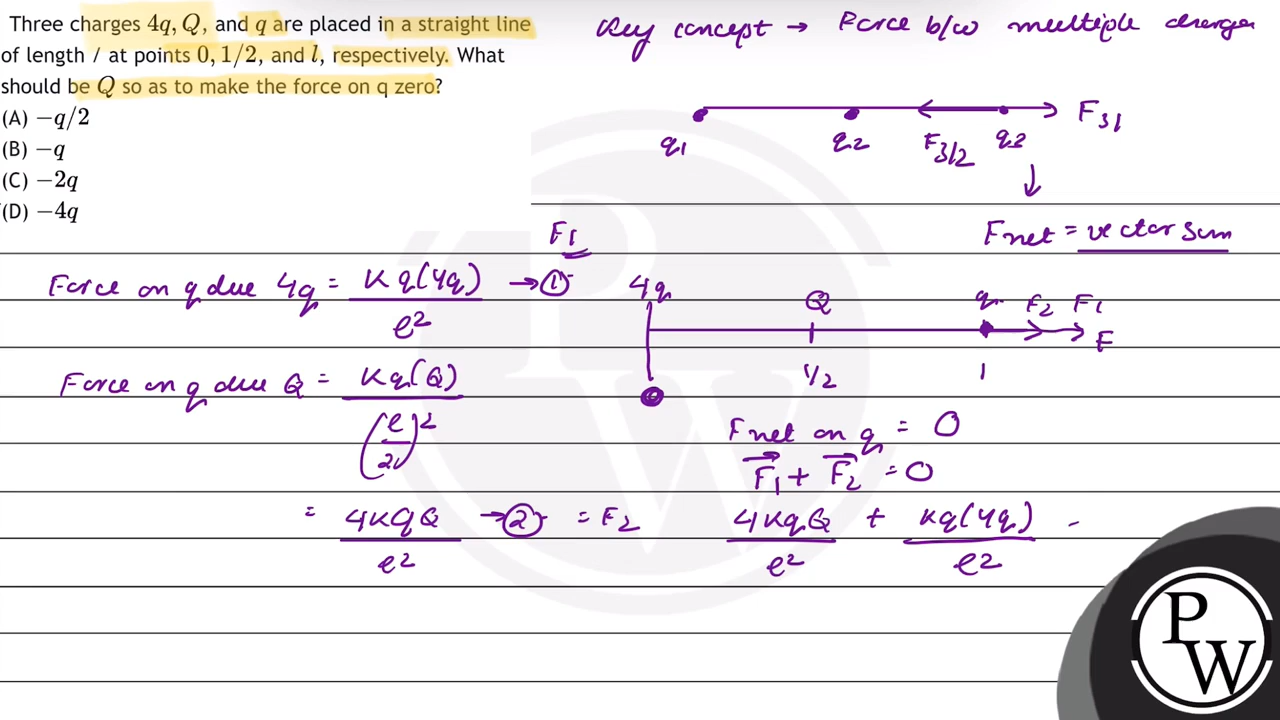 Three charges 4q, Q, and q are placed in a straight line
of length l at points 0, 1/2, and l, respectively. What
should be Q so as to make the force on q zero?
(A) −q/2
(B) −q
(C) −2q
(D) −4q
Key concept → Force b/w multiple charges
q1 q2 F3/2 q3 F31
↓
Fnet = vector sum
F1
Force on q due 4q = Kq(4q) / l² → ①
4q Q q F2 F1 F
1/2 1
Force on q due Q = Kq(Q) / (l/2)²
= 4KqQ / l² → ② = F2
Fnet on q = 0
F1 + F2 = 0
4KqQ / l² + Kq(4q) / l² =
PW